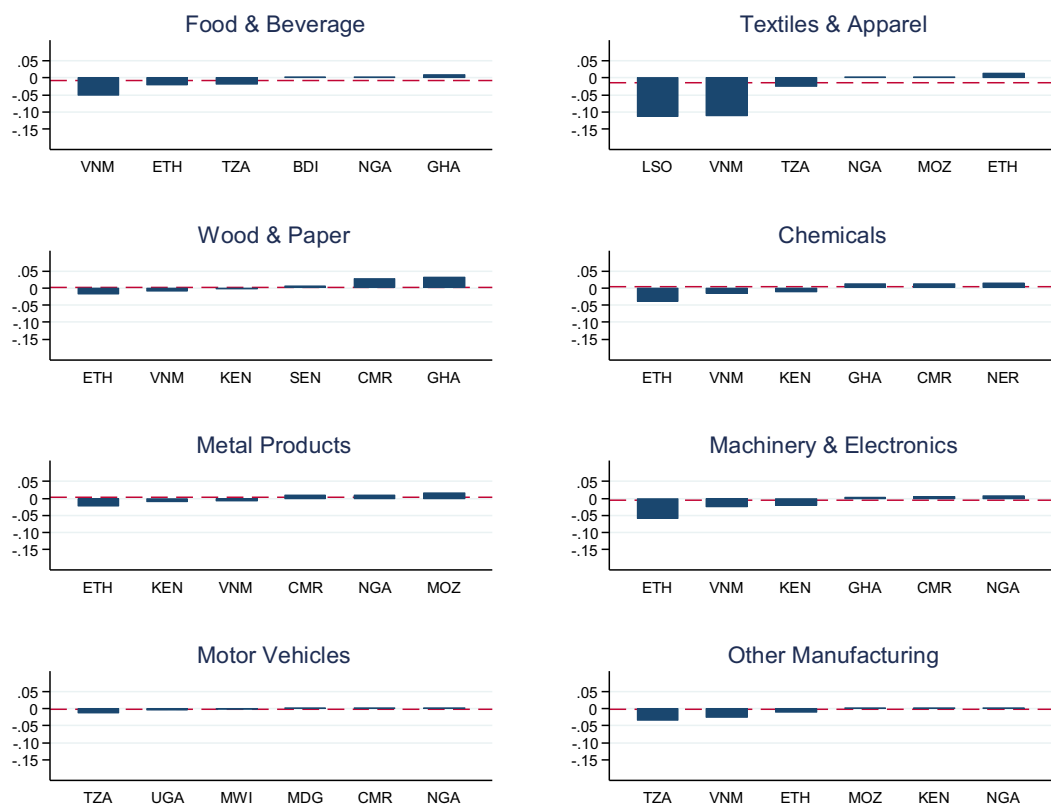 Food & Beverage
.05
0
-.05
-.10
-.15
VNM ETH TZA BDI NGA GHA
Textiles & Apparel
.05
0
-.05
-.10
-.15
LSO VNM TZA NGA MOZ ETH
Wood & Paper
.05
0
-.05
-.10
-.15
ETH VNM KEN SEN CMR GHA
Chemicals
.05
0
-.05
-.10
-.15
ETH VNM KEN GHA CMR NER
Metal Products
.05
0
-.05
-.10
-.15
ETH KEN VNM CMR NGA MOZ
Machinery & Electronics
.05
0
-.05
-.10
-.15
ETH VNM KEN GHA CMR NGA
Motor Vehicles
.05
0
-.05
-.10
-.15
TZA UGA MWI MDG CMR NGA
Other Manufacturing
.05
0
-.05
-.10
-.15
TZA VNM ETH MOZ KEN NGA